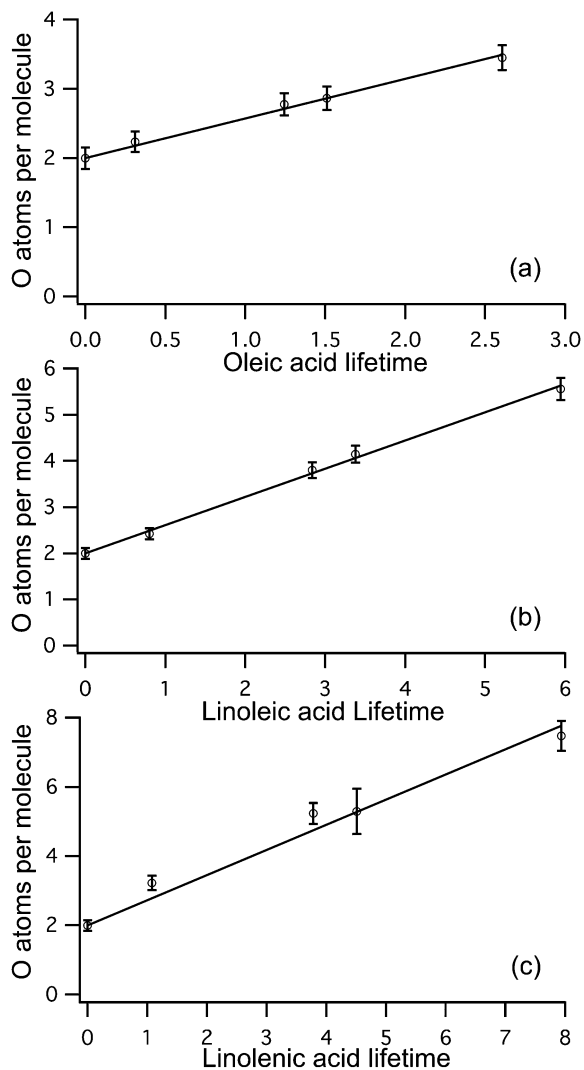 O atoms per molecule
4
3
2
1
0
(a)
0.0 0.5 1.0 1.5 2.0 2.5 3.0
Oleic acid lifetime
O atoms per molecule
6
5
4
3
2
1
0
(b)
0 1 2 3 4 5 6
Linoleic acid Lifetime
O atoms per molecule
8
6
4
2
0
(c)
0 1 2 3 4 5 6 7 8
Linolenic acid lifetime